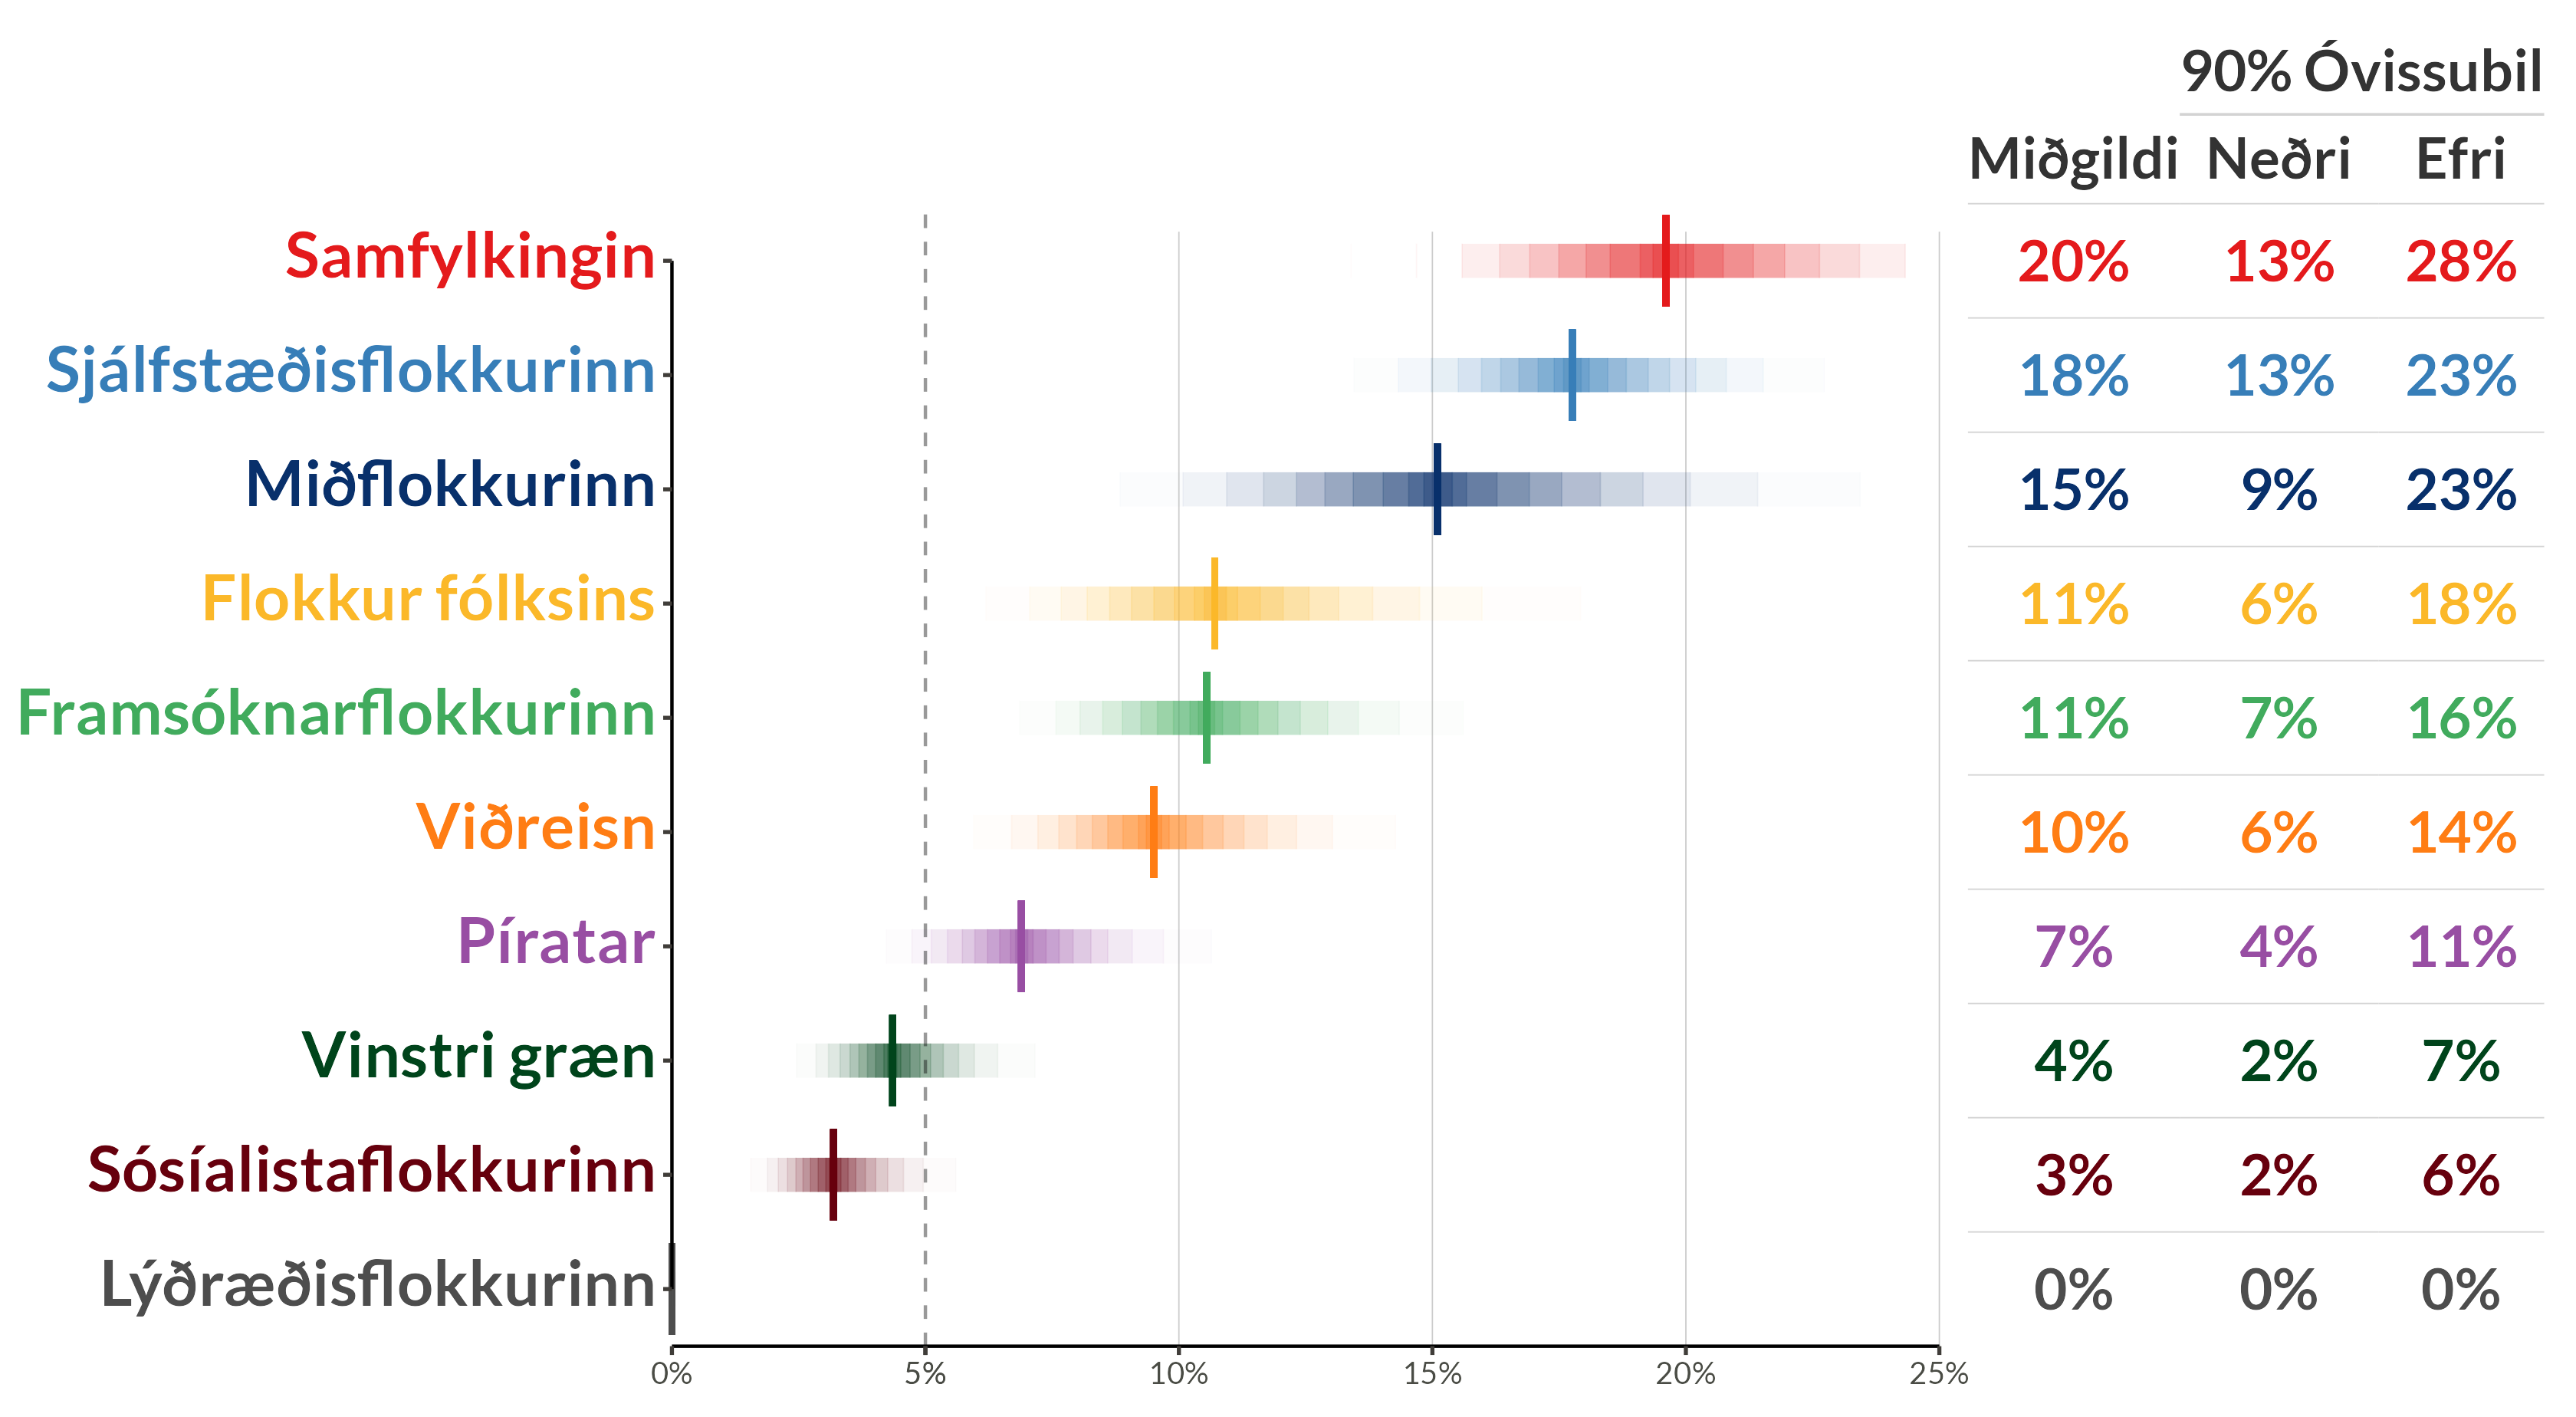 90% Óvissubil
Miðgildi Neðri Efri
Samfylkingin 20% 13% 28%
Sjálfstæðisflokkurinn 18% 13% 23%
Miðflokkurinn 15% 9% 23%
Flokkur fólksins 11% 6% 18%
Framsóknarflokkurinn 11% 7% 16%
Viðreisn 10% 6% 14%
Píratar 7% 4% 11%
Vinstri græn 4% 2% 7%
Sósíalistaflokkurinn 3% 2% 6%
Lýðræðisflokkurinn 0% 0% 0%
0% 5% 10% 15% 20% 25%